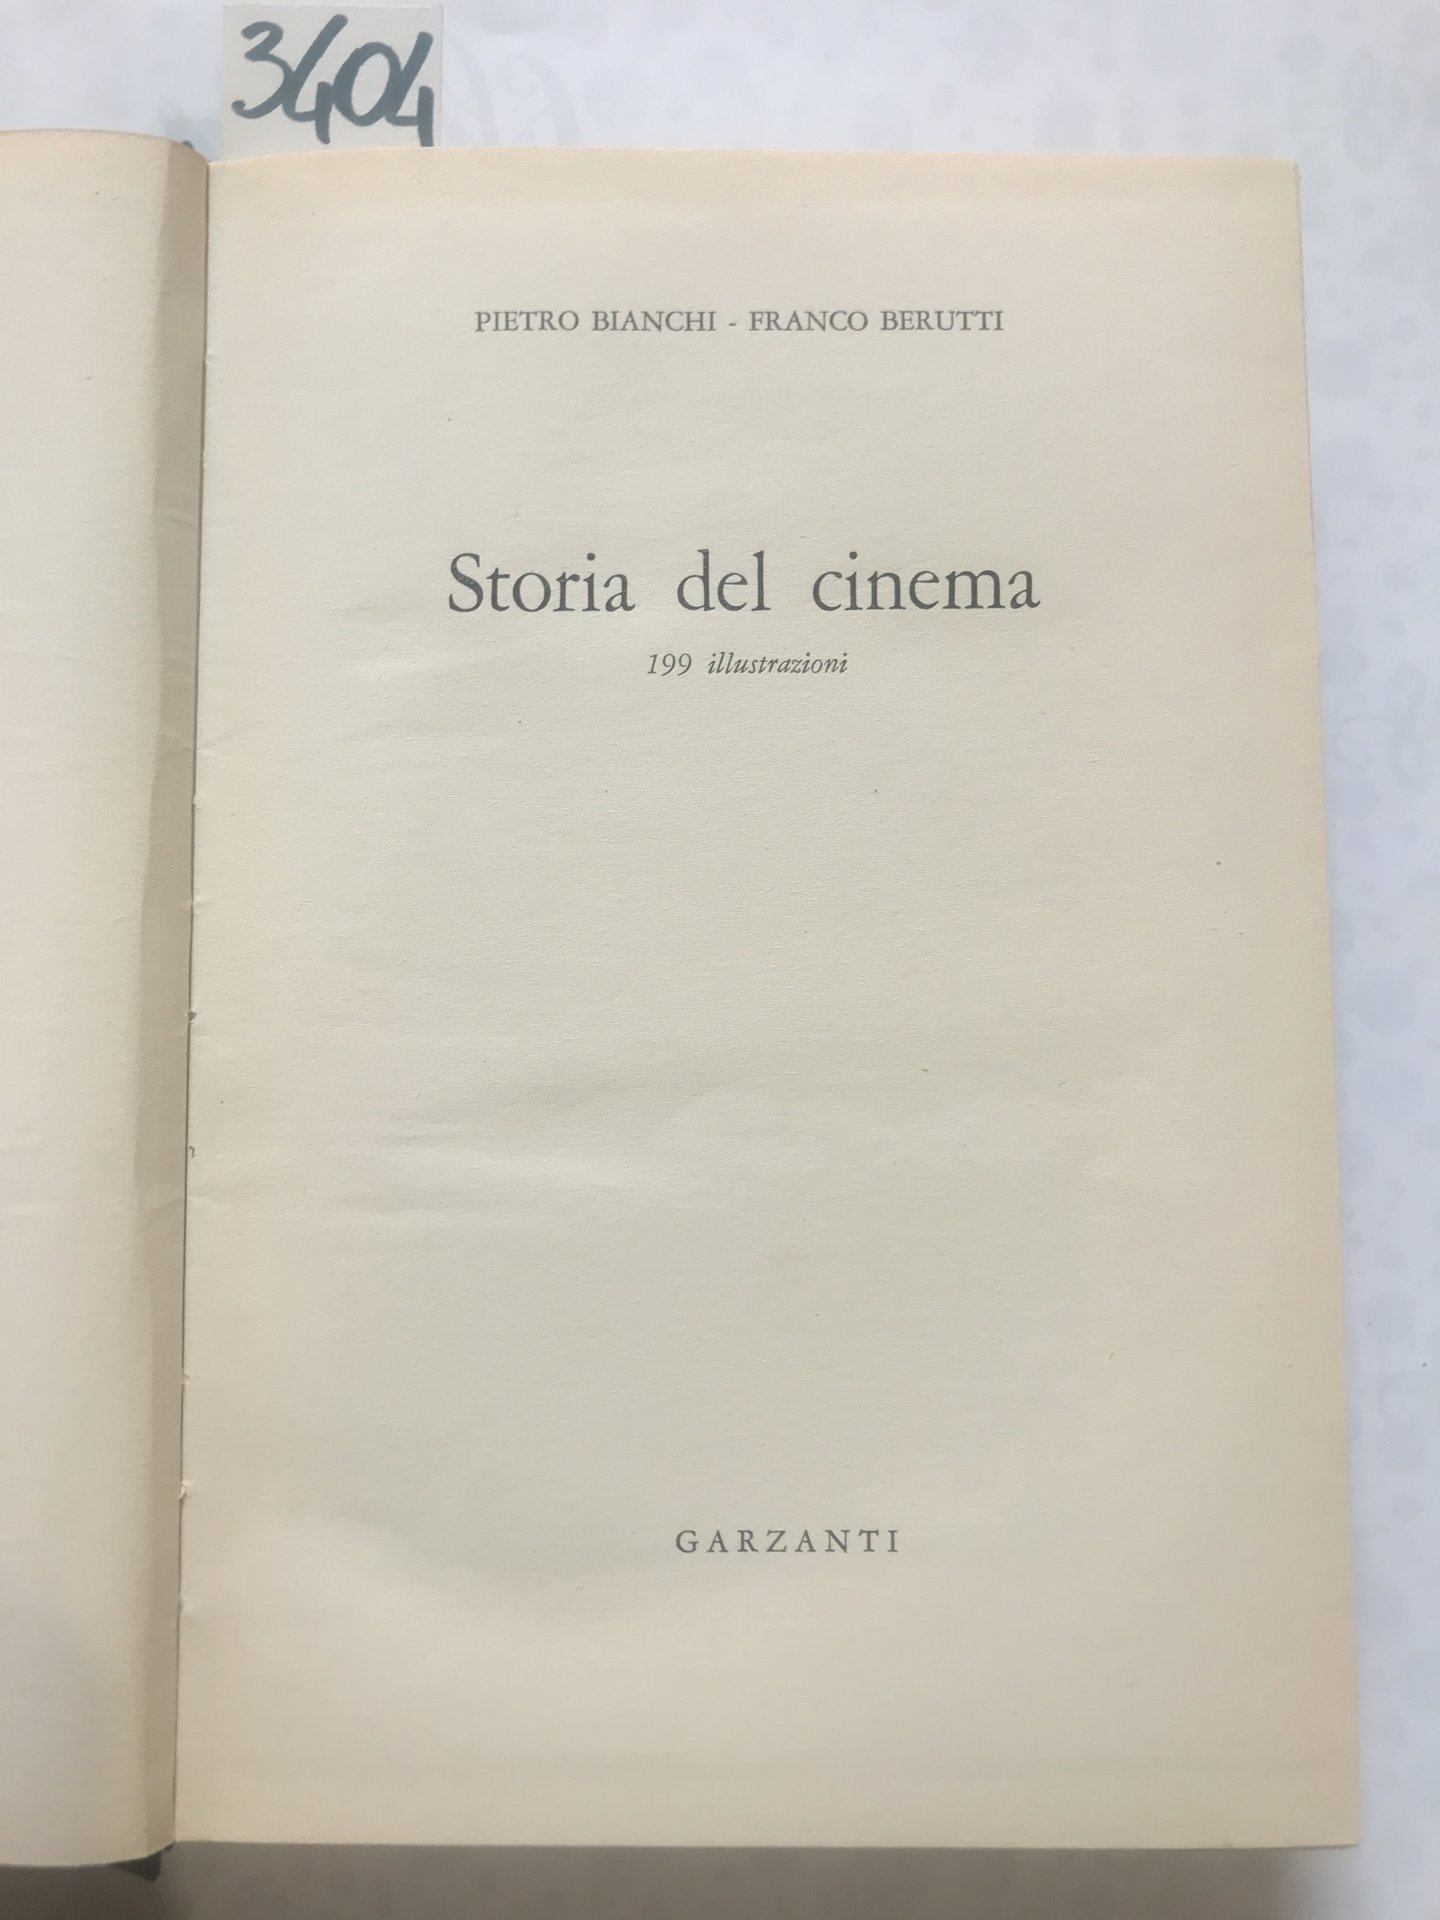 3404
PIETRO BIANCHI - FRANCO BERUTTI
Storia del cinema
199 illustrazioni
GARZANTI